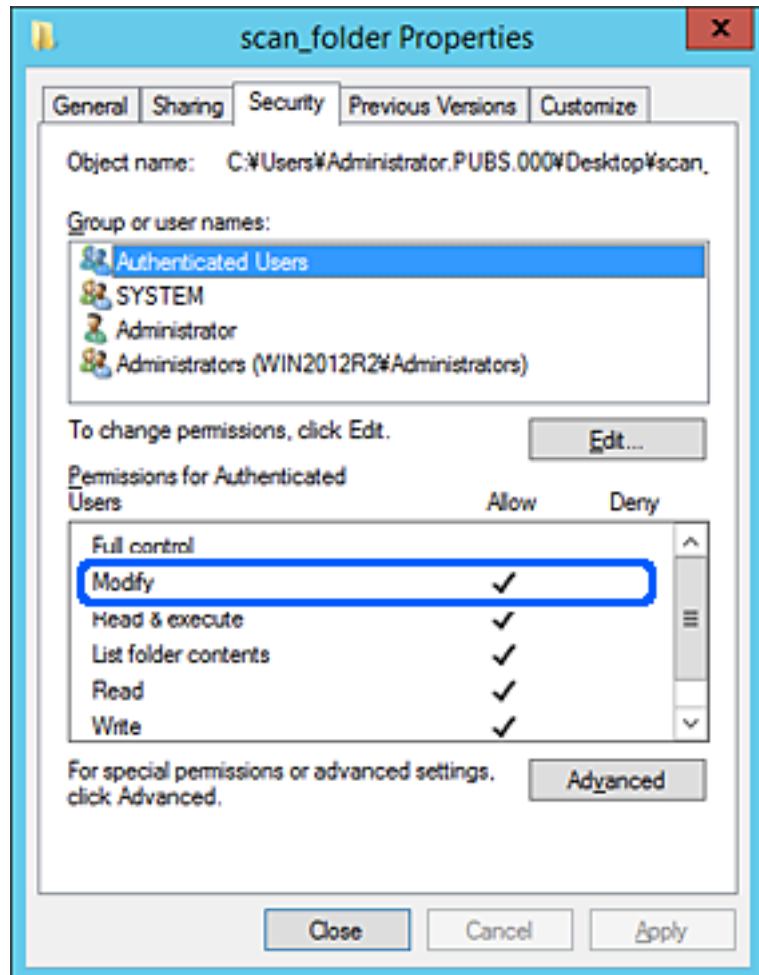 scan_folder Properties
x
General Sharing Security Previous Versions Customize
Object name: C:¥Users¥Administrator.PUBS.000¥Desktop¥scan_
Group or user names:
Authenticated Users
SYSTEM
Administrator
Administrators (WIN2012R2¥Administrators)
To change permissions, click Edit.
Edit...
Permissions for Authenticated
Users Allow Deny
Full control
Modify
Read & execute
List folder contents
Read
Write
For special permissions or advanced settings,
click Advanced.
Advanced
Close Cancel Apply